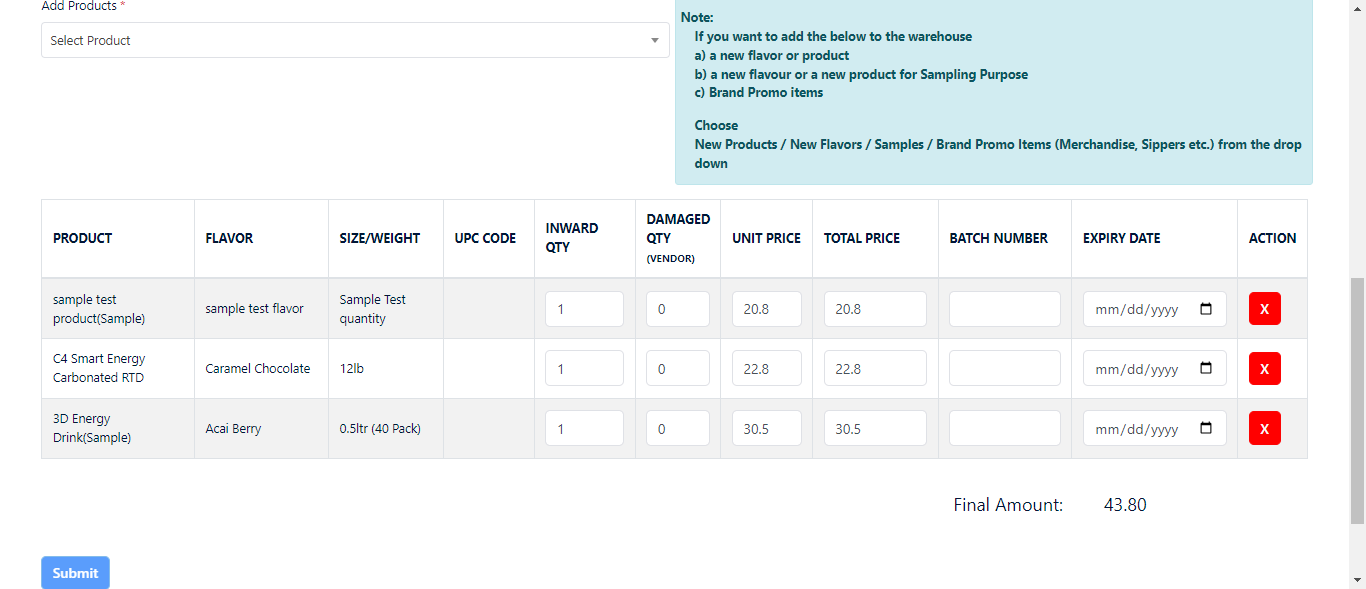 Add Products *
Select Product
Note:
If you want to add the below to the warehouse
a) a new flavor or product
b) a new flavour or a new product for Sampling Purpose
c) Brand Promo items
Choose
New Products / New Flavors / Samples / Brand Promo Items (Merchandise, Sippers etc.) from the drop
down
PRODUCT FLAVOR SIZE/WEIGHT UPC CODE INWARD QTY DAMAGED QTY (VENDOR) UNIT PRICE TOTAL PRICE BATCH NUMBER EXPIRY DATE ACTION
sample test product(Sample) sample test flavor Sample Test quantity 1 0 20.8 20.8 mm/dd/yyyy X
C4 Smart Energy Carbonated RTD Caramel Chocolate 12lb 1 0 22.8 22.8 mm/dd/yyyy X
3D Energy Drink(Sample) Acai Berry 0.5ltr (40 Pack) 1 0 30.5 30.5 mm/dd/yyyy X
Final Amount: 43.80
Submit